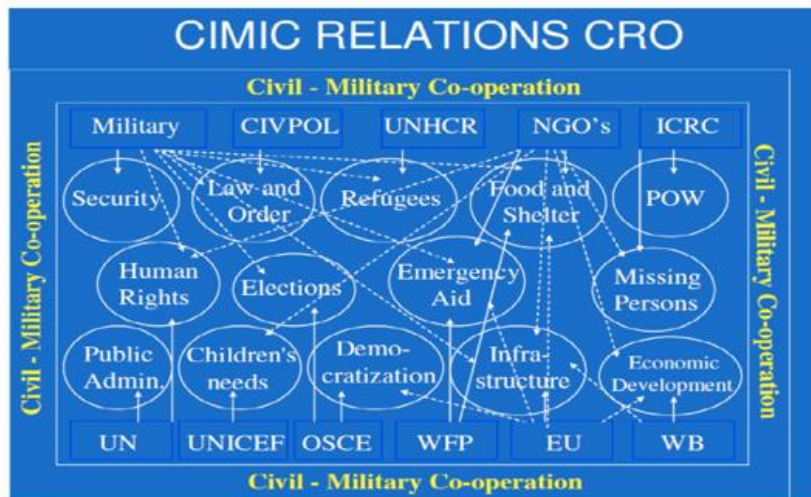 CIMIC RELATIONS CRO
Civil - Military Co-operation
Military
CIVPOL
UNHCR
NGO's
ICRC
Security
Law and
Order
Refugees
Food and
Shelter
POW
Human
Rights
Elections
Emergency
Aid
Missing
Persons
Public
Admin.
Children's
needs
Demo-
cratization
Infra-
structure
Economic
Development
UN
UNICEF
OSCE
WFP
EU
WB
Civil - Military Co-operation
Civil - Military Co-operation
Civil - Military Co-operation